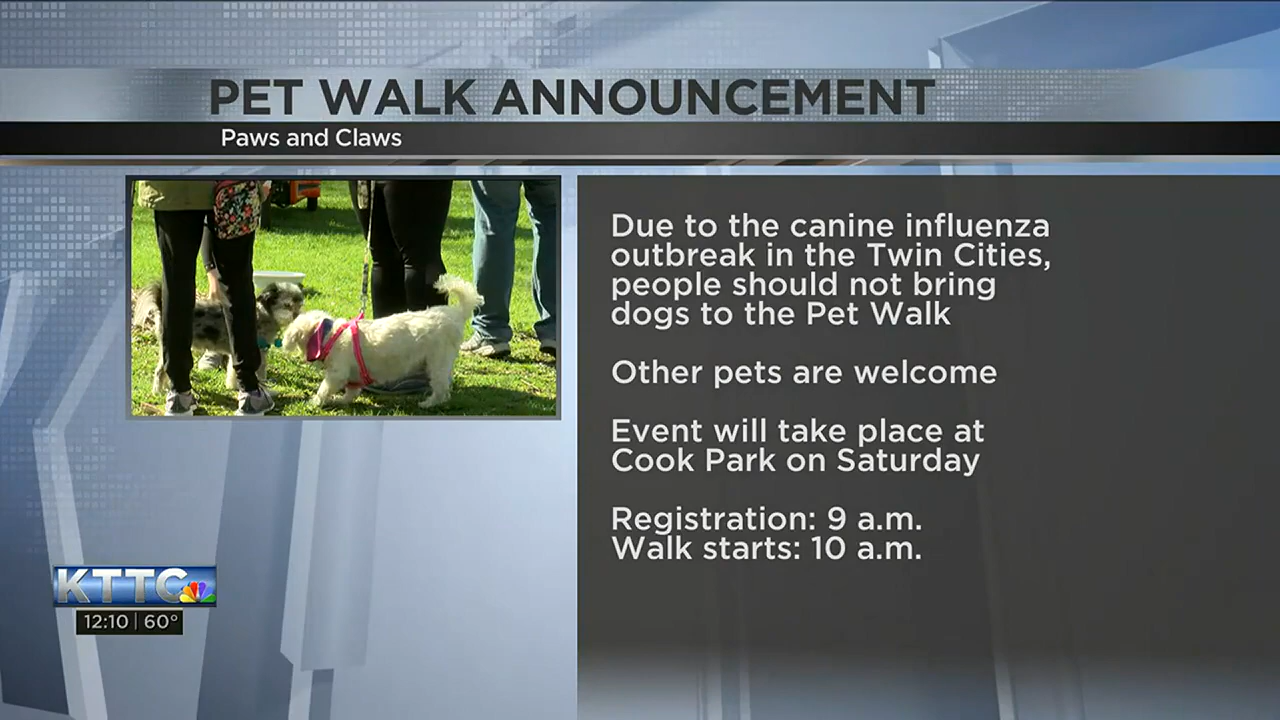 PET WALK ANNOUNCEMENT
Paws and Claws
Due to the canine influenza
outbreak in the Twin Cities,
people should not bring
dogs to the Pet Walk
Other pets are welcome
Event will take place at
Cook Park on Saturday
Registration: 9 a.m.
Walk starts: 10 a.m.
KTTC
12:10 | 60°